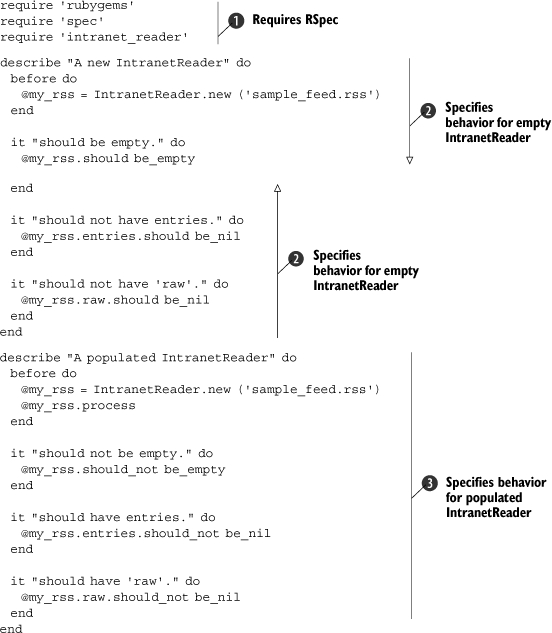 require 'rubygems'
require 'spec'
require 'intranet_reader'
1 Requires RSpec
describe "A new IntranetReader" do
before do
@my_rss = IntranetReader.new ('sample_feed.rss')
end
2 Specifies
behavior for empty
IntranetReader
it "should be empty." do
@my_rss.should be_empty
end
it "should not have entries." do
@my_rss.entries.should be_nil
end
2 Specifies
behavior for empty
IntranetReader
it "should not have 'raw'." do
@my_rss.raw.should be_nil
end
end
describe "A populated IntranetReader" do
before do
@my_rss = IntranetReader.new ('sample_feed.rss')
@my_rss.process
end
it "should not be empty." do
@my_rss.should_not be_empty
end
3 Specifies behavior
for populated
IntranetReader
it "should have entries." do
@my_rss.entries.should_not be_nil
end
it "should have 'raw'." do
@my_rss.raw.should_not be_nil
end
end